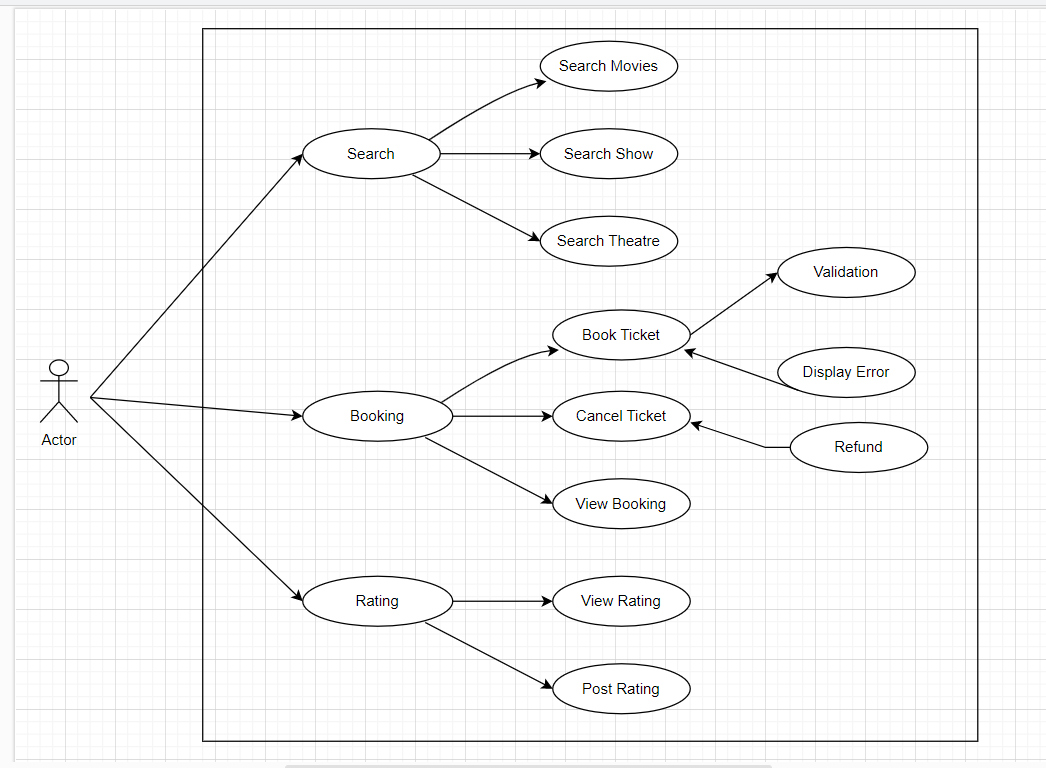 Search Movies
Search
Search Show
Search Theatre
Validation
Book Ticket
Display Error
Booking
Cancel Ticket
Actor
Refund
View Booking
Rating
View Rating
Post Rating